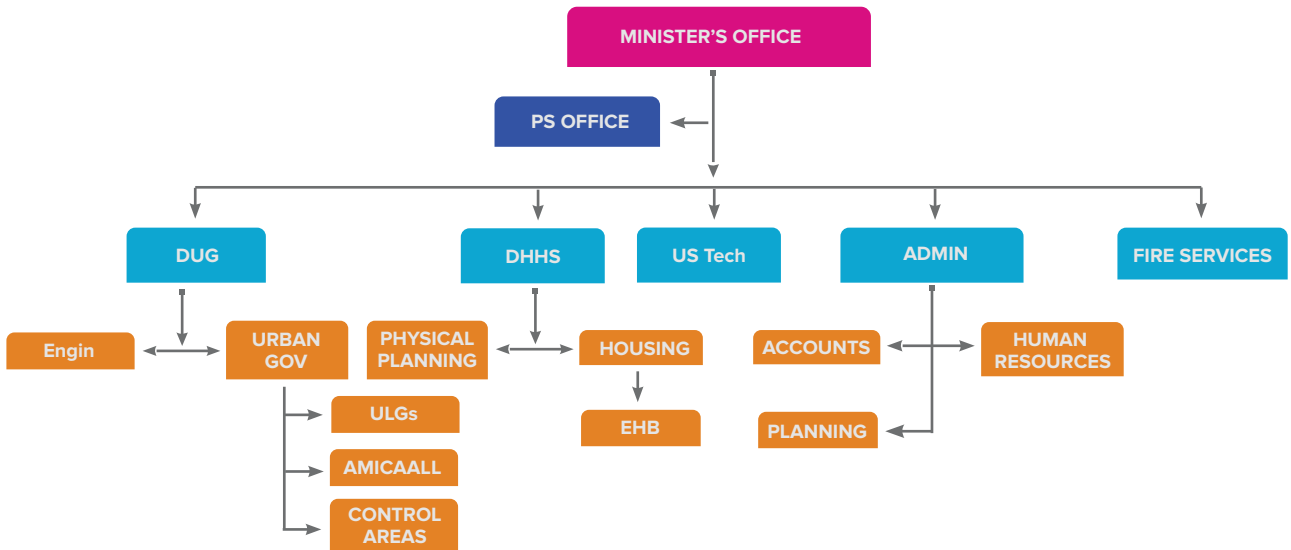 MINISTER’S OFFICE
PS OFFICE
DUG
DHHS
US Tech
ADMIN
FIRE SERVICES
Engin
URBAN
GOV
PHYSICAL
PLANNING
HOUSING
ACCOUNTS
HUMAN
RESOURCES
ULGs
EHB
PLANNING
AMICAALL
CONTROL
AREAS